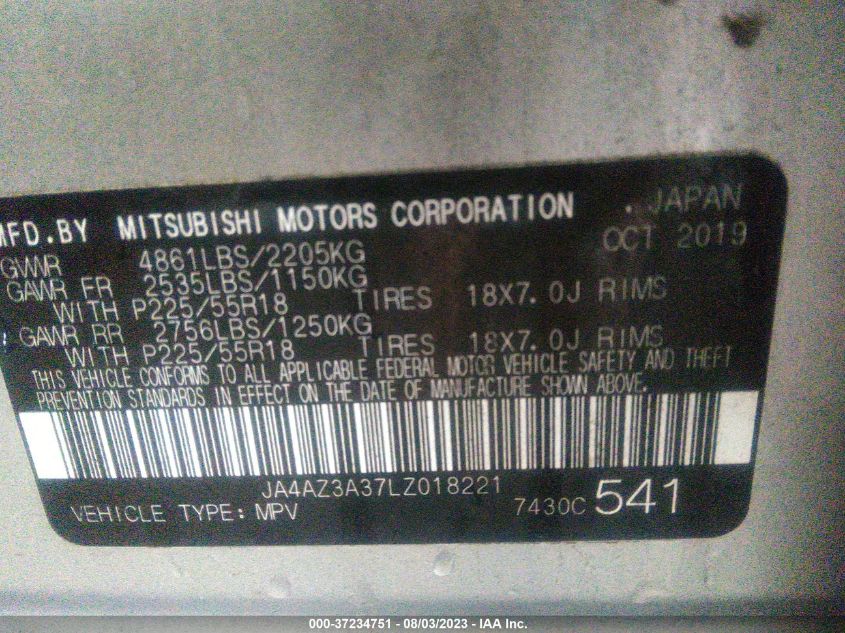 MFD.BY MITSUBISHI MOTORS CORPORATION . JAPAN
OCT 2019
GVWR 4861LBS/2205KG
GAWR FR 2535LBS/1150KG
WITH P225/55R18 TIRES 18X7.0J RIMS
GAWR RR 2756LBS/1250KG
WITH P225/55R18 TIRES 18X7.0J RIMS
THIS VEHICLE CONFORMS TO ALL APPLICABLE FEDERAL MOTOR VEHICLE SAFETY AND THEFT
PREVENTION STANDARDS IN EFFECT ON THE DATE OF MANUFACTURE SHOWN ABOVE.
JA4AZ3A37LZ018221
VEHICLE TYPE: MPV 7430C 541
000-37234751 - 08/03/2023 - IAA Inc.